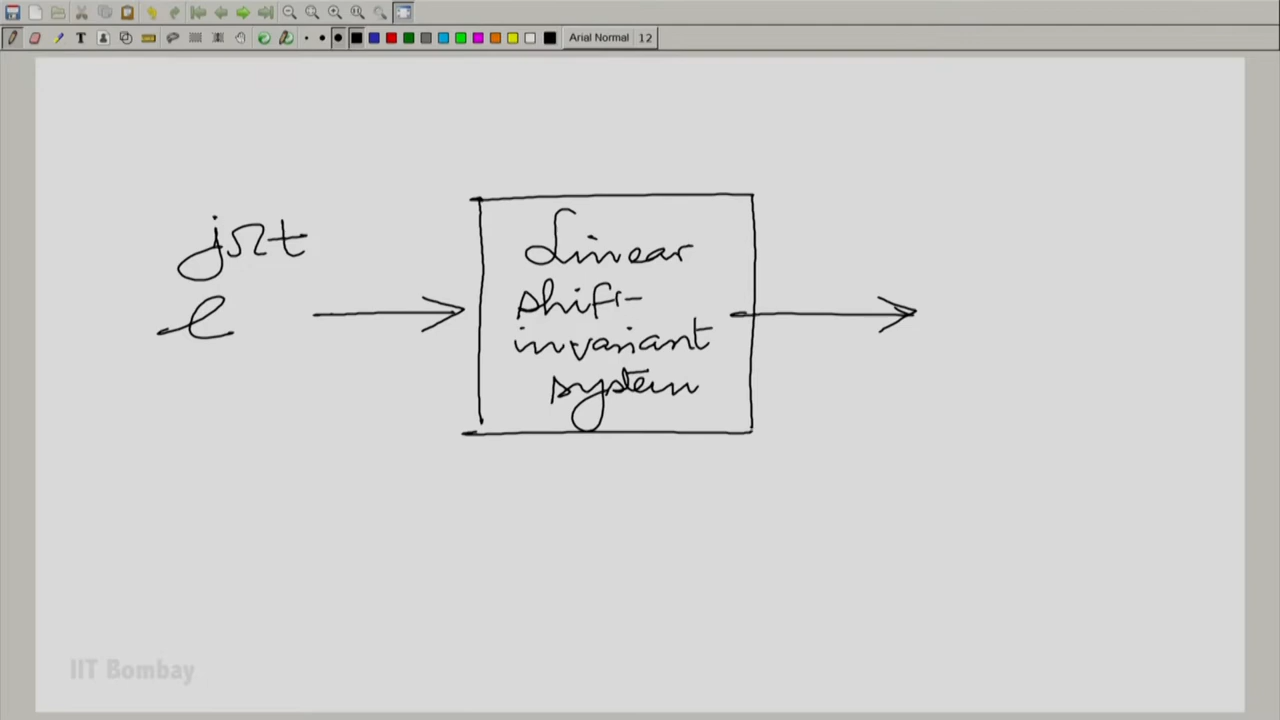 Arial Normal 12
e^{jΩt}
Linear
shift-
invariant
system
IIT Bombay